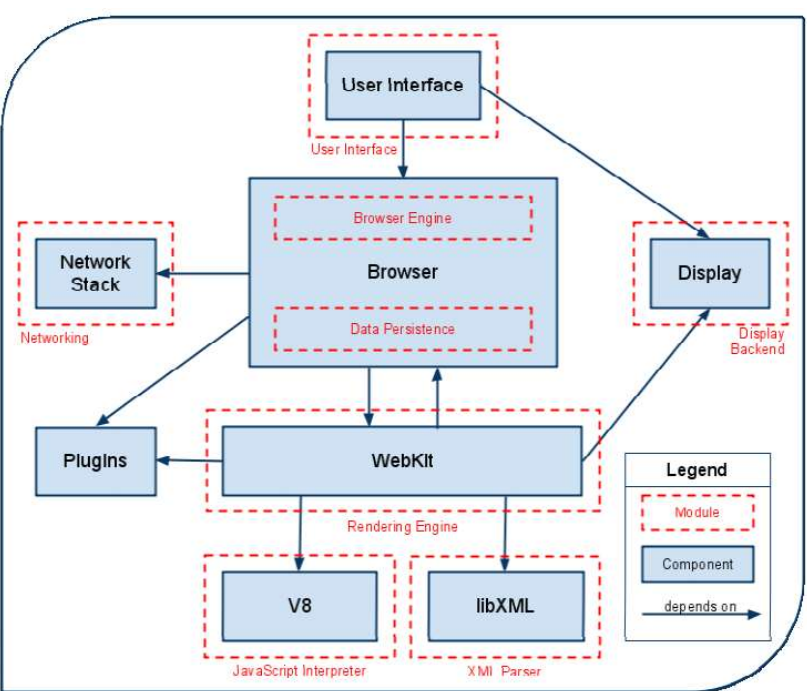 User Interface
User Interface
Browser Engine
Browser
Data Persistence
Network
Stack
Networking
Display
Display
Backend
PlugIns
WebKit
Rendering Engine
V8
JavaScript Interpreter
libXML
XML Parser
Legend
Module
Component
depends on